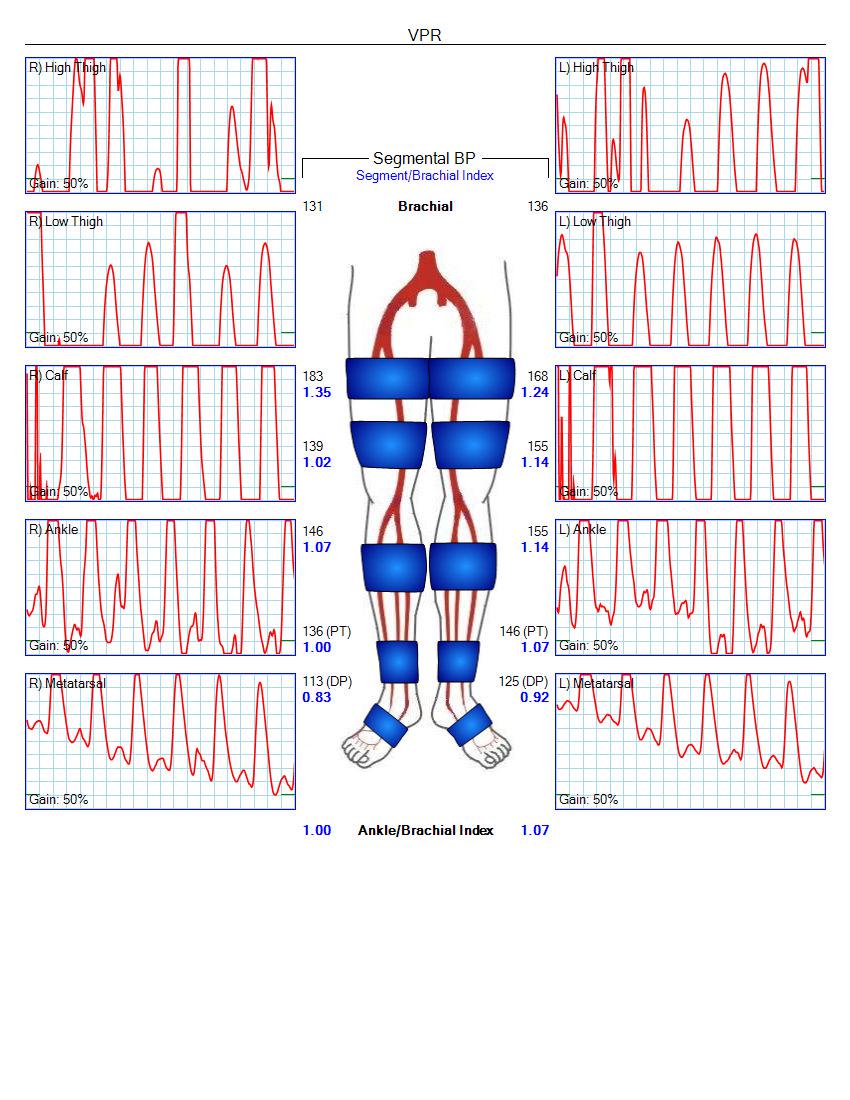 VPR
R) High Thigh
Gain: 50%
L) High Thigh
Gain: 50%
Segmental BP
Segment/Brachial Index
131 Brachial 136
R) Low Thigh
Gain: 50%
L) Low Thigh
Gain: 50%
R) Calf
Gain: 50%
183 168
1.35 1.24
L) Calf
Gain: 50%
139 155
1.02 1.14
R) Ankle
Gain: 50%
146 155
1.07 1.14
L) Ankle
Gain: 50%
136 (PT) 146 (PT)
1.00 1.07
R) Metatarsal
Gain: 50%
113 (DP) 125 (DP)
0.83 0.92
L) Metatarsal
Gain: 50%
1.00 Ankle/Brachial Index 1.07